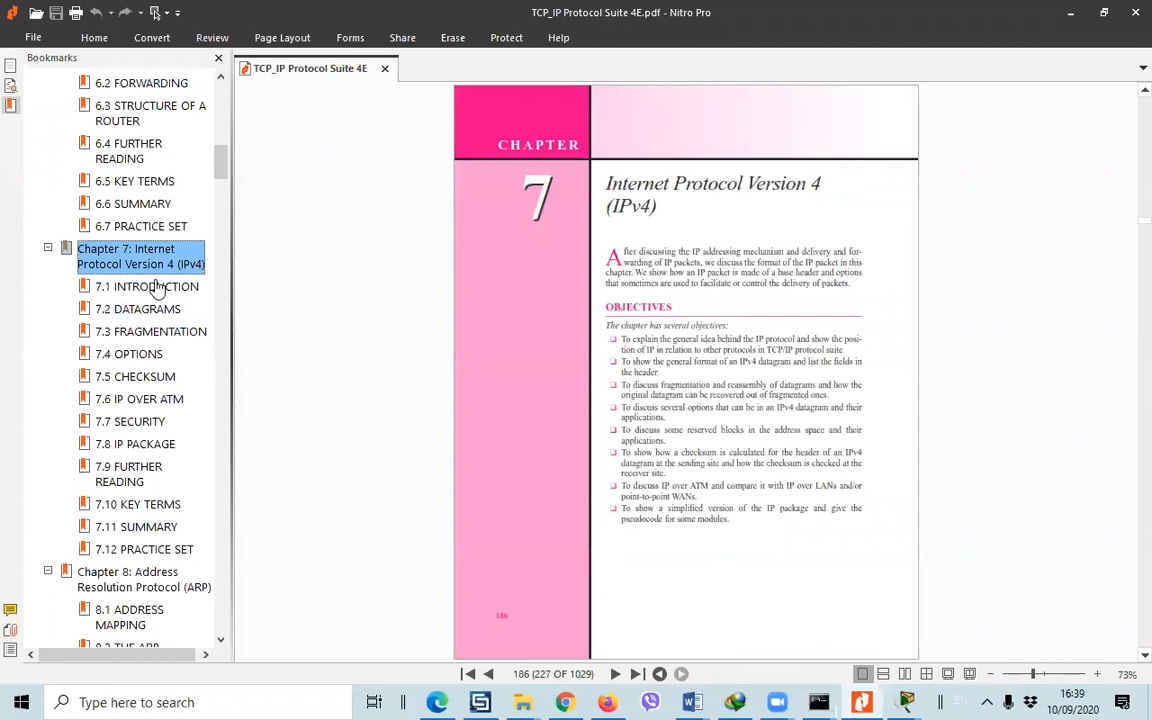 TCP_IP Protocol Suite 4E.pdf - Nitro Pro
File
Home
Convert
Review
Page Layout
Forms
Share
Erase
Protect
Help
Bookmarks
TCP_IP Protocol Suite 4E
6.2 FORWARDING
6.3 STRUCTURE OF A
ROUTER
6.4 FURTHER
READING
6.5 KEY TERMS
6.6 SUMMARY
6.7 PRACTICE SET
Chapter 7: Internet
Protocol Version 4 (IPv4)
7.1 INTRODUCTION
7.2 DATAGRAMS
7.3 FRAGMENTATION
7.4 OPTIONS
7.5 CHECKSUM
7.6 IP OVER ATM
7.7 SECURITY
7.8 IP PACKAGE
7.9 FURTHER
READING
7.10 KEY TERMS
7.11 SUMMARY
7.12 PRACTICE SET
Chapter 8: Address
Resolution Protocol (ARP)
8.1 ADDRESS
MAPPING
8.2 THE ARP
CHAPTER
7
Internet Protocol Version 4
(IPv4)
After discussing the IP addressing mechanism and delivery and for-
warding of IP packets, we discuss the format of the IP packet in this
chapter. We show how an IP packet is made of a base header and options
that sometimes are used to facilitate or control the delivery of packets.
OBJECTIVES
The chapter has several objectives:
❑ To explain the general idea behind the IP protocol and show the posi-
tion of IP in relation to other protocols in TCP/IP protocol suite.
❑ To show the general format of an IPv4 datagram and list the fields in
the header.
❑ To discuss fragmentation and reassembly of datagrams and how the
original datagram can be recovered out of fragmented ones.
❑ To discuss several options that can be in an IPv4 datagram and their
applications.
❑ To discuss some reserved blocks in the address space and their
applications.
❑ To show how a checksum is calculated for the header of an IPv4
datagram at the sending site and how the checksum is checked at the
receiver site.
❑ To discuss IP over ATM and compare it with IP over LANs and/or
point-to-point WANs.
❑ To show a simplified version of the IP package and give the
pseudocode for some modules.
186
186 (227 OF 1029)
73%
Type here to search
16:39
10/09/2020